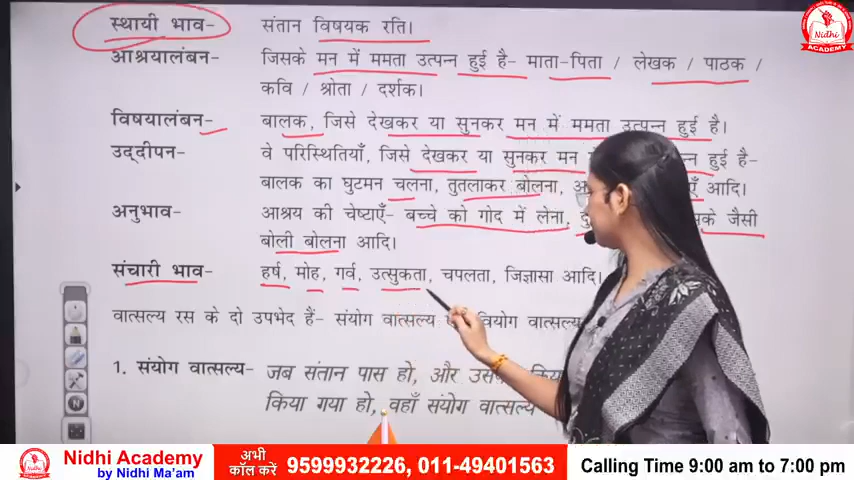 स्थायी भाव- संतान विषयक रति।
आश्रयालंबन- जिसके मन में ममता उत्पन्न हुई है- माता-पिता / लेखक / पाठक /
कवि / श्रोता / दर्शक।
विषयालंबन- बालक, जिसे देखकर या सुनकर मन में ममता उत्पन्न हुई है।
उद्दीपन- वे परिस्थितियाँ, जिसे देखकर या सुनकर मन हुई है-
बालक का घुटमन चलना, तुतलाकर बोलना, आदि।
अनुभाव- आश्रय की चेष्टाएँ- बच्चे को गोद में लेना, जैसी
बोली बोलना आदि।
संचारी भाव- हर्ष, मोह, गर्व, उत्सुकता, चपलता, जिज्ञासा आदि।
वात्सल्य रस के दो उपभेद हैं- संयोग वात्सल्य वियोग वात्सल्य
1. संयोग वात्सल्य- जब संतान पास हो, और
किया गया हो, वहाँ संयोग वात्सल्य
Nidhi
ACADEMY
Nidhi Academy
by Nidhi Ma'am
अभी
कॉल करें
9599932226, 011-49401563
Calling Time 9:00 am to 7:00 pm